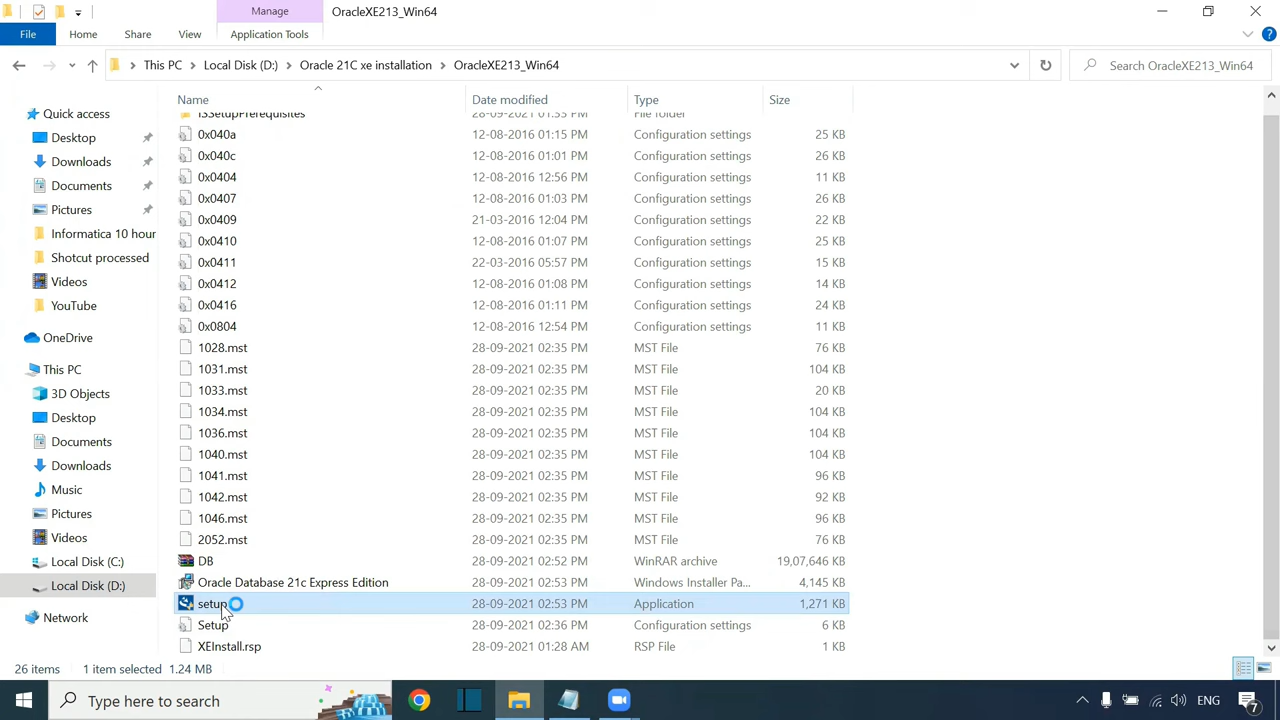 Manage
OracleXE213_Win64
File
Home
Share
View
Application Tools
This PC
Local Disk (D:)
Oracle 21C xe installation
OracleXE213_Win64
Search OracleXE213_Win64
Name
Date modified
Type
Size
ISSetupPrerequisites 28-09-2021 02:53 PM File folder
0x040a 12-08-2016 01:15 PM Configuration settings 25 KB
0x040c 12-08-2016 01:01 PM Configuration settings 26 KB
0x0404 12-08-2016 12:56 PM Configuration settings 11 KB
0x0407 12-08-2016 01:03 PM Configuration settings 26 KB
0x0409 21-03-2016 12:04 PM Configuration settings 22 KB
0x0410 12-08-2016 01:07 PM Configuration settings 25 KB
0x0411 22-03-2016 05:57 PM Configuration settings 15 KB
0x0412 12-08-2016 01:08 PM Configuration settings 14 KB
0x0416 12-08-2016 01:11 PM Configuration settings 24 KB
0x0804 12-08-2016 12:54 PM Configuration settings 11 KB
1028.mst 28-09-2021 02:35 PM MST File 76 KB
1031.mst 28-09-2021 02:35 PM MST File 104 KB
1033.mst 28-09-2021 02:35 PM MST File 20 KB
1034.mst 28-09-2021 02:35 PM MST File 104 KB
1036.mst 28-09-2021 02:35 PM MST File 104 KB
1040.mst 28-09-2021 02:35 PM MST File 104 KB
1041.mst 28-09-2021 02:35 PM MST File 96 KB
1042.mst 28-09-2021 02:35 PM MST File 92 KB
1046.mst 28-09-2021 02:35 PM MST File 96 KB
2052.mst 28-09-2021 02:35 PM MST File 76 KB
DB 28-09-2021 02:52 PM WinRAR archive 19,07,646 KB
Oracle Database 21c Express Edition 28-09-2021 02:53 PM Windows Installer Pa... 4,145 KB
setup 28-09-2021 02:53 PM Application 1,271 KB
Setup 28-09-2021 02:36 PM Configuration settings 6 KB
XEInstall.rsp 28-09-2021 01:28 AM RSP File 1 KB
Quick access
Desktop
Downloads
Documents
Pictures
Informatica 10 hour
Shotcut processed
Videos
YouTube
OneDrive
This PC
3D Objects
Desktop
Documents
Downloads
Music
Pictures
Videos
Local Disk (C:)
Local Disk (D:)
Network
26 items
1 item selected 1.24 MB
Type here to search
ENG
7